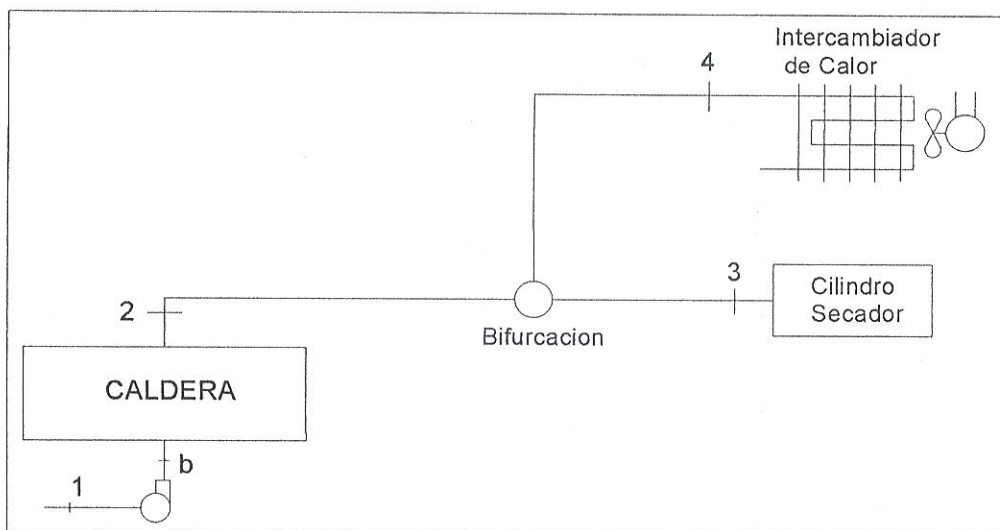 Intercambiador
de Calor
4
3
Cilindro
Secador
2
Bifurcacion
CALDERA
b
1